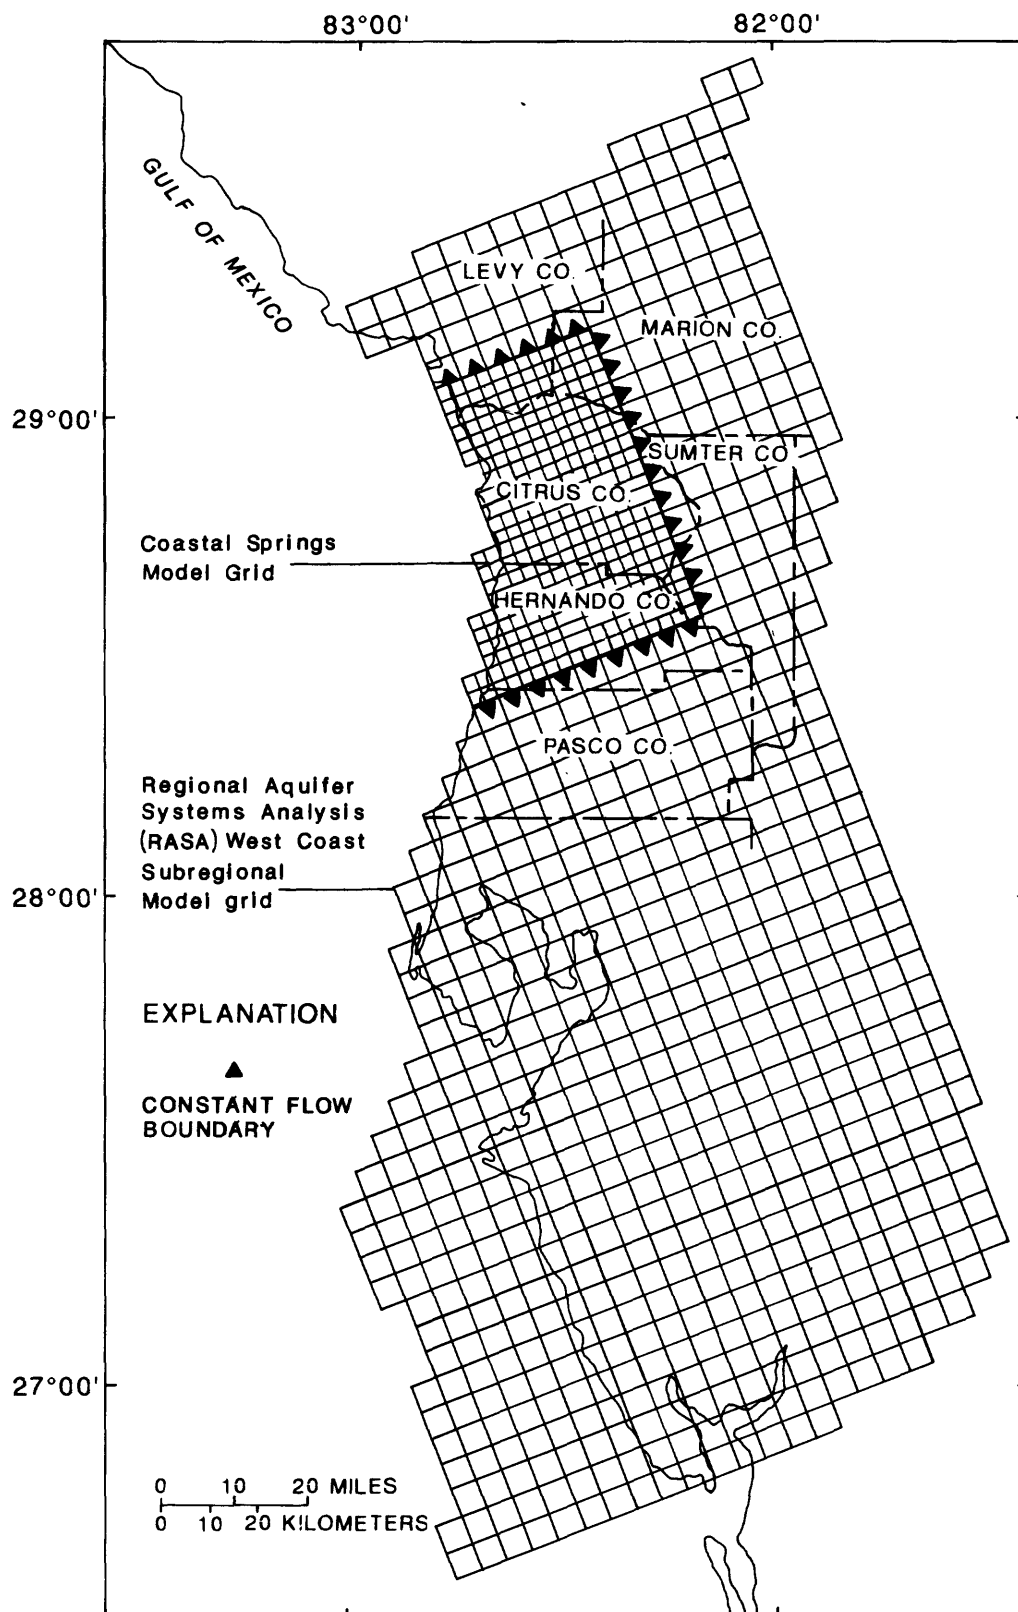 83°00' 82°00'
GULF OF MEXICO
LEVY CO.
MARION CO.
29°00'
SUMTER CO
CITRUS CO.
Coastal Springs
Model Grid
HERNANDO CO.
PASCO CO.
Regional Aquifer
Systems Analysis
(RASA) West Coast
Subregional
Model grid
28°00'
EXPLANATION
CONSTANT FLOW
BOUNDARY
27°00'
0 10 20 MILES
0 10 20 KILOMETERS